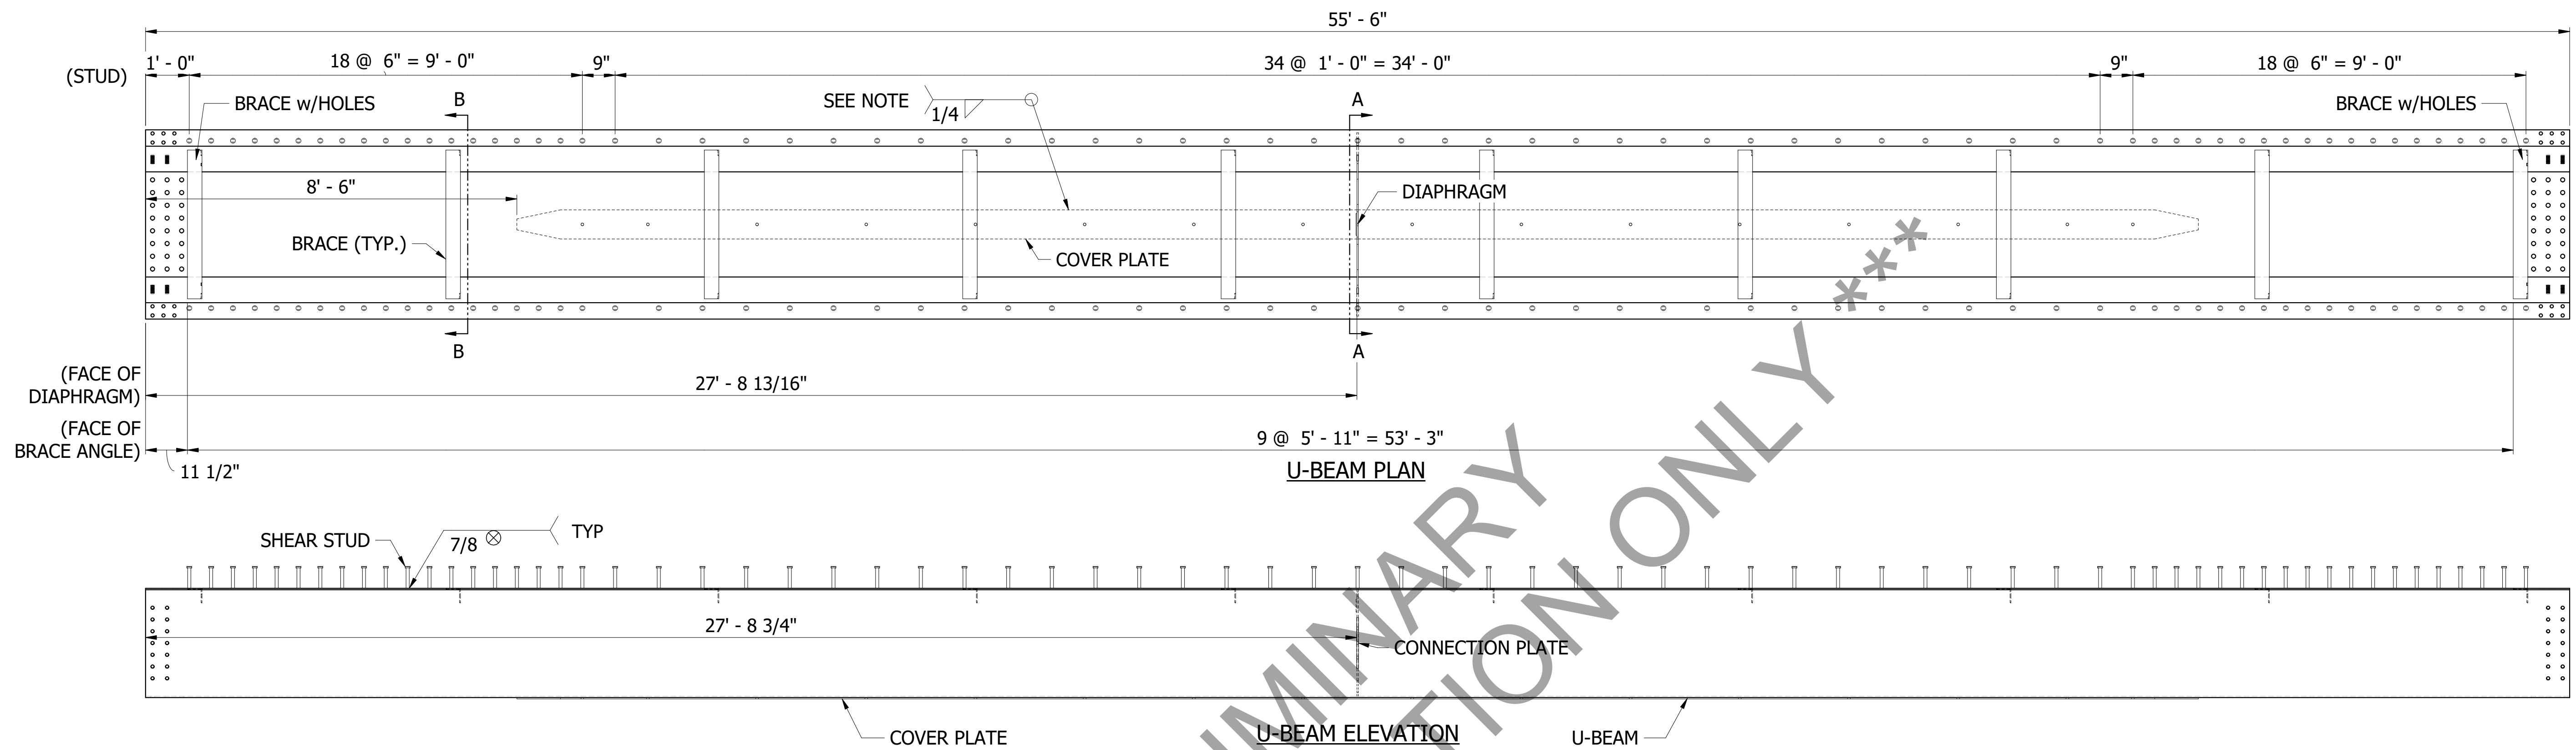 55' - 6"
(STUD)
1' - 0"
18 @ 6" = 9' - 0"
9"
34 @ 1' - 0" = 34' - 0"
9"
18 @ 6" = 9' - 0"
BRACE w/HOLES
B
SEE NOTE
1/4
A
BRACE w/HOLES
8' - 6"
DIAPHRAGM
BRACE (TYP.)
COVER PLATE
B
A
(FACE OF
DIAPHRAGM)
27' - 8 13/16"
(FACE OF
BRACE ANGLE)
9 @ 5' - 11" = 53' - 3"
11 1/2"
U-BEAM PLAN
SHEAR STUD
7/8
TYP
27' - 8 3/4"
CONNECTION PLATE
COVER PLATE
U-BEAM ELEVATION
U-BEAM
MINARY
TION ONLY ***